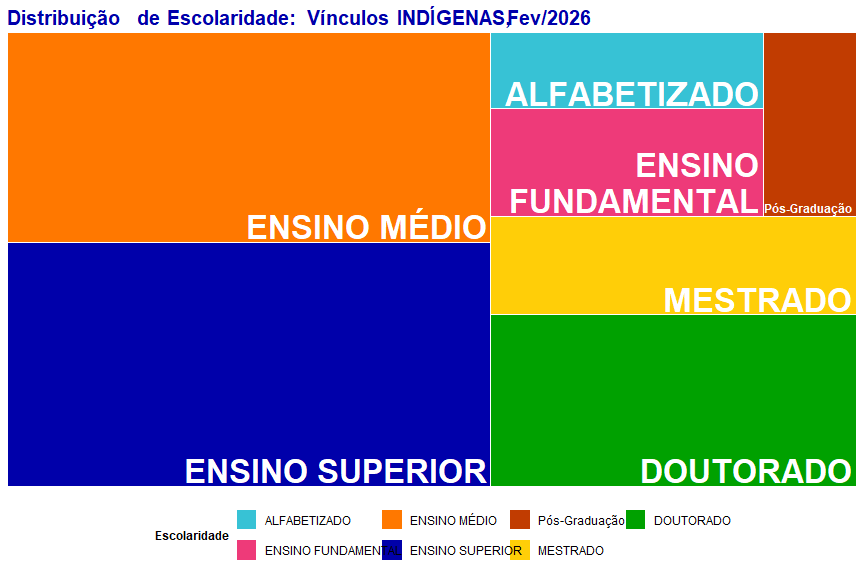 Distribuição de Escolaridade: Vínculos INDÍGENAS,Fev/2026
ALFABETIZADO
ENSINO
FUNDAMENTAL
Pós-Graduação
ENSINO MÉDIO
MESTRADO
ENSINO SUPERIOR
DOUTORADO
Escolaridade
ALFABETIZADO
ENSINO MÉDIO
Pós-Graduação
DOUTORADO
ENSINO FUNDAMENTAL
ENSINO SUPERIOR
MESTRADO